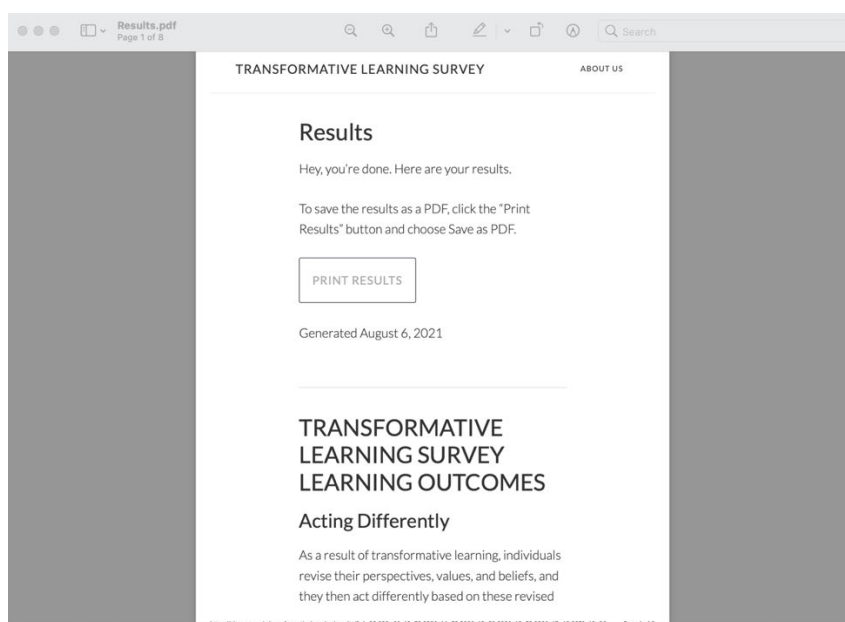 Results.pdf
Page 1 of 8
Search
TRANSFORMATIVE LEARNING SURVEY
ABOUT US
Results
Hey, you're done. Here are your results.
To save the results as a PDF, click the "Print
Results" button and choose Save as PDF.
PRINT RESULTS
Generated August 6, 2021
TRANSFORMATIVE
LEARNING SURVEY
LEARNING OUTCOMES
Acting Differently
As a result of transformative learning, individuals
revise their perspectives, values, and beliefs, and
they then act differently based on these revised